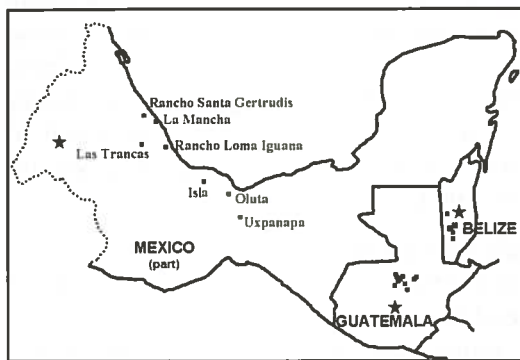 Rancho Santa Gertrudis
La Mancha
Las Trancas
Rancho Loma Iguana
Isla
Oluta
Uxpanapa
MEXICO
(part)
BELIZE
GUATEMALA